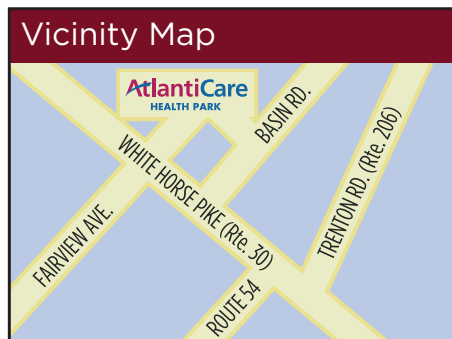 Vicinity Map
AtlantiCare
HEALTH PARK
BASIN RD.
WHITE HORSE PIKE (Rte. 30)
TRENTON RD. (Rte. 206)
FAIRVIEW AVE.
ROUTE 54